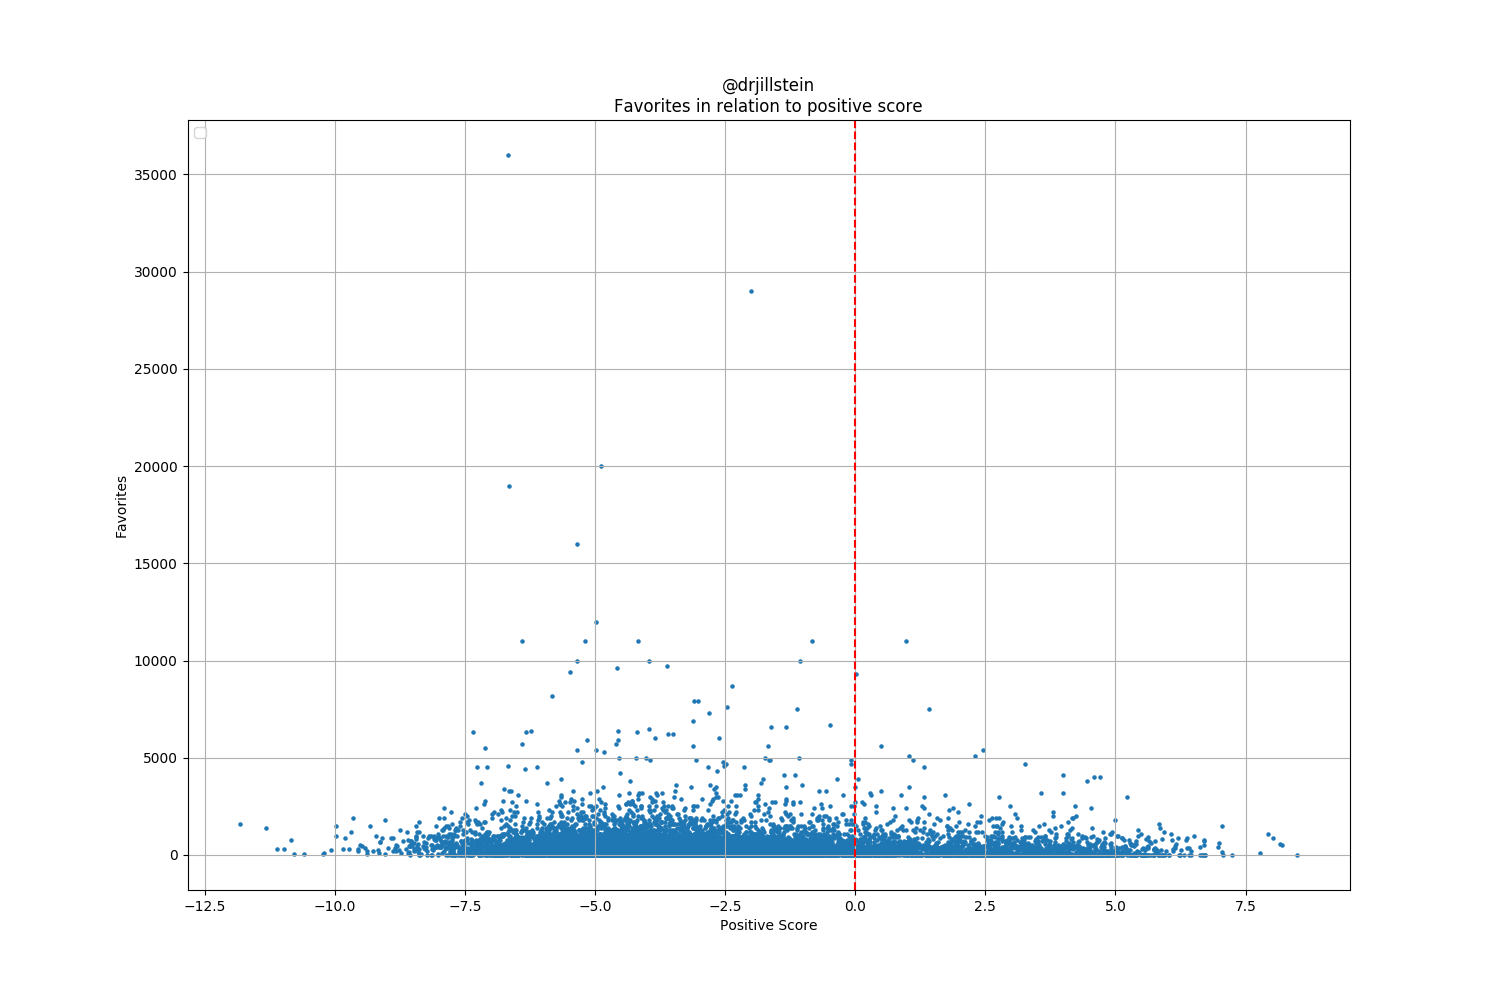 @drjillstein
Favorites in relation to positive score
35000
30000
25000
20000
15000
10000
5000
0
Favorites
−12.5 −10.0 −7.5 −5.0 −2.5 0.0 2.5 5.0 7.5
Positive Score